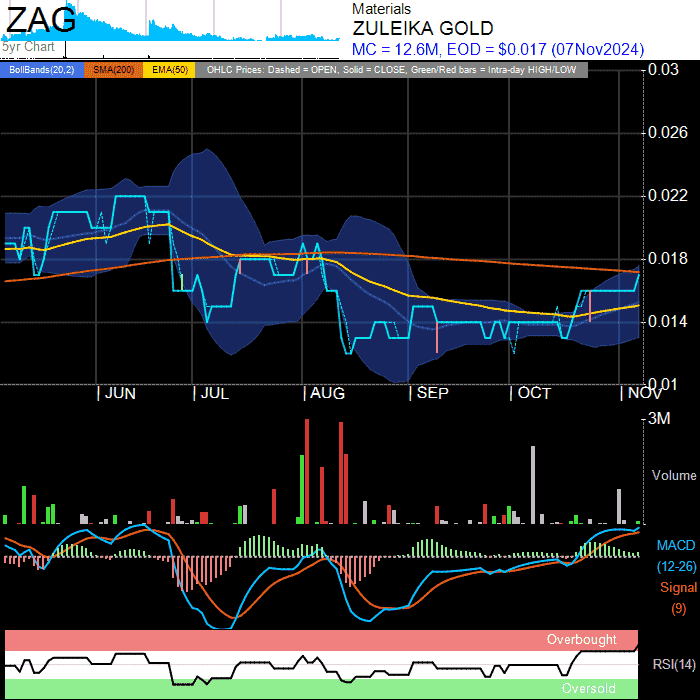 ZAG
5yr Chart
Materials
ZULEIKA GOLD
MC = 12.6M, EOD = $0.017 (07Nov2024)
BollBands(20,2) SMA(200) EMA(50) OHLC Prices: Dashed = OPEN, Solid = CLOSE, Green/Red bars = Intra-day HIGH/LOW
0.03
0.026
0.022
0.018
0.014
0.01
| JUN | JUL | AUG | SEP | OCT | NOV
3M
Volume
MACD
(12-26)
Signal
(9)
Overbought
RSI(14)
Oversold